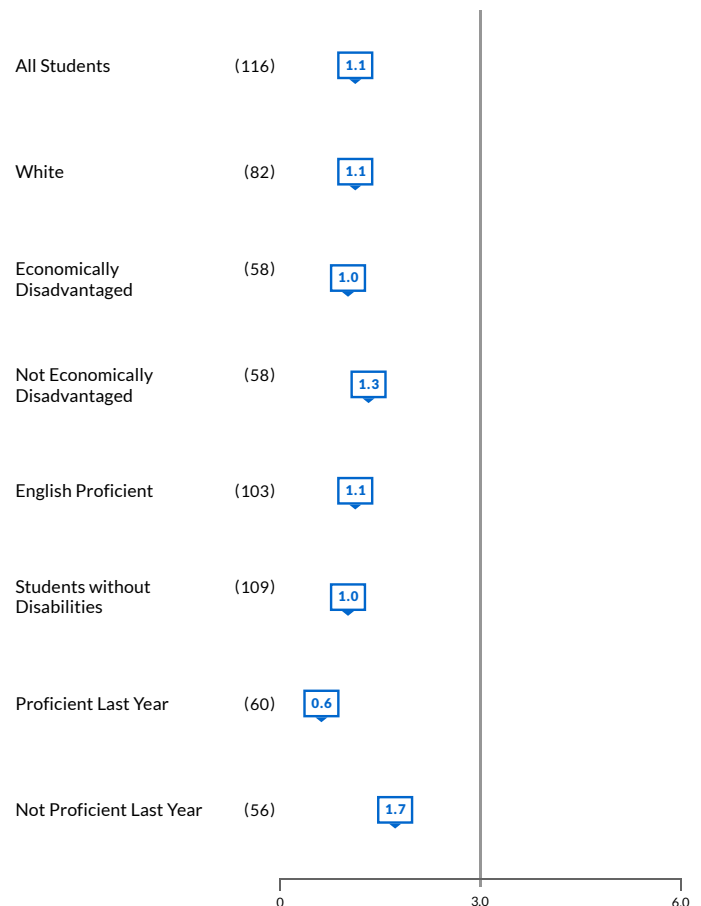 All Students (116) 1.1
White (82) 1.1
Economically (58) 1.0
Disadvantaged
Not Economically (58) 1.3
Disadvantaged
English Proficient (103) 1.1
Students without (109) 1.0
Disabilities
Proficient Last Year (60) 0.6
Not Proficient Last Year (56) 1.7
0 3.0 6.0